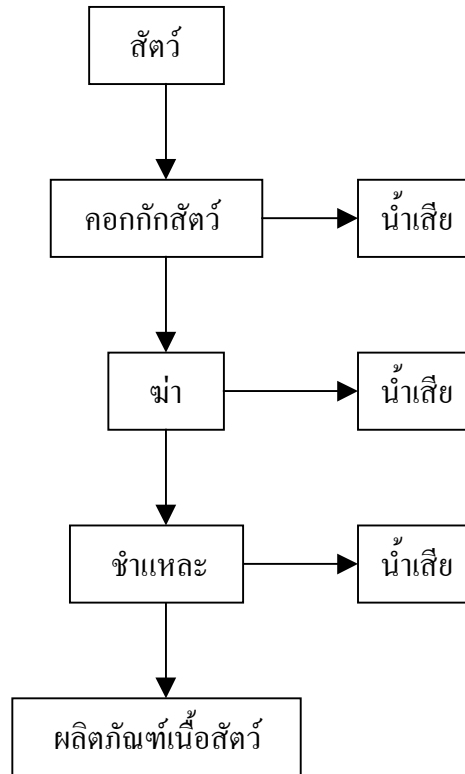 สัตว์
คอกกักสัตว์
น้ำเสีย
ฆ่า
น้ำเสีย
ชำแหละ
น้ำเสีย
ผลิตภัณฑ์เนื้อสัตว์